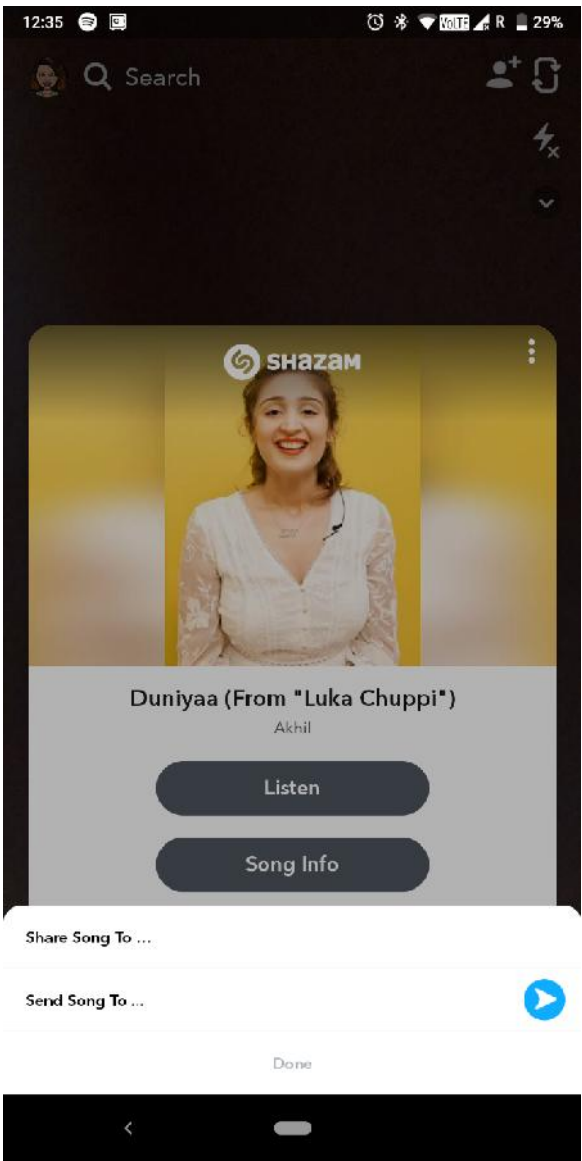 12:35
VoLTE
R
29%
Search
SHAZAM
Duniyaa (From "Luka Chuppi")
Akhil
Listen
Song Info
Share Song To ...
Send Song To ...
Done